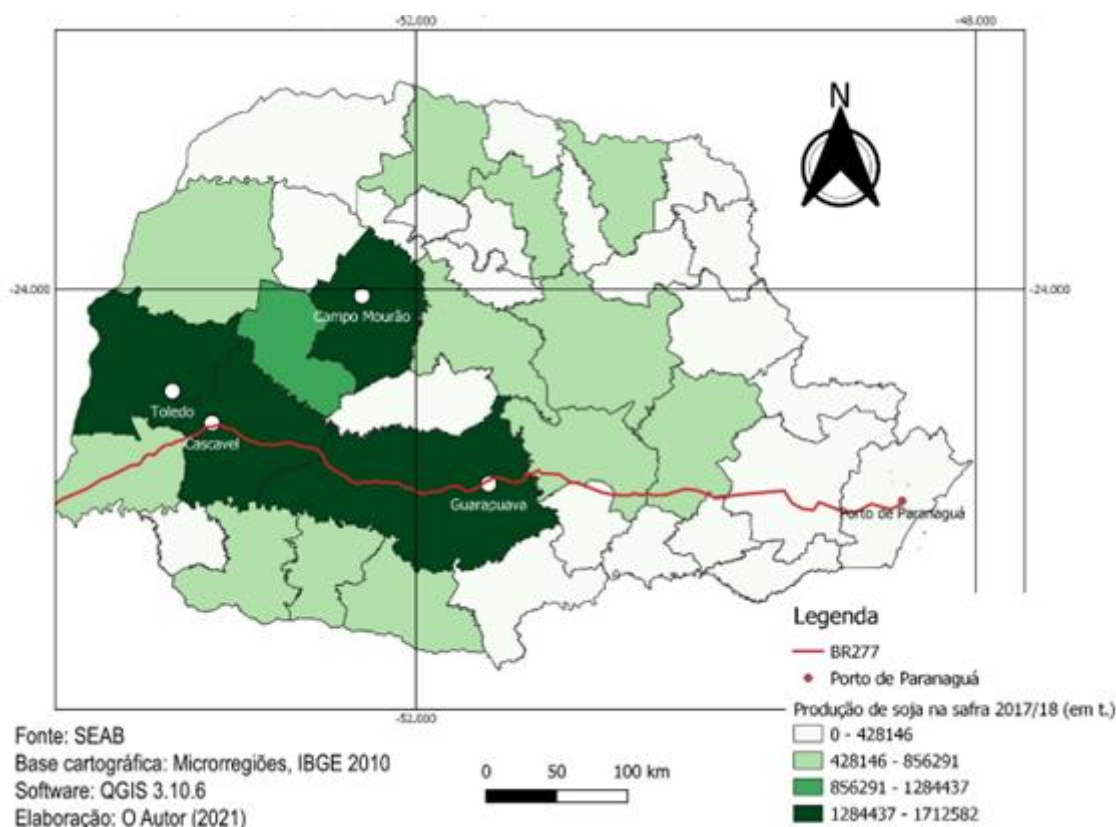 -52.000
-48.000
N
-24.000
-24.000
Campo Mourão
Toledo
Cascavel
Guarapuava
Porto de Paranaguá
-52.000
Legenda
BR277
Porto de Paranaguá
Produção de soja na safra 2017/18 (em t.)
0 - 428146
428146 - 856291
856291 - 1284437
1284437 - 1712582
Fonte: SEAB
Base cartográfica: Microrregiões, IBGE 2010
Software: QGIS 3.10.6
Elaboração: O Autor (2021)
0 50 100 km